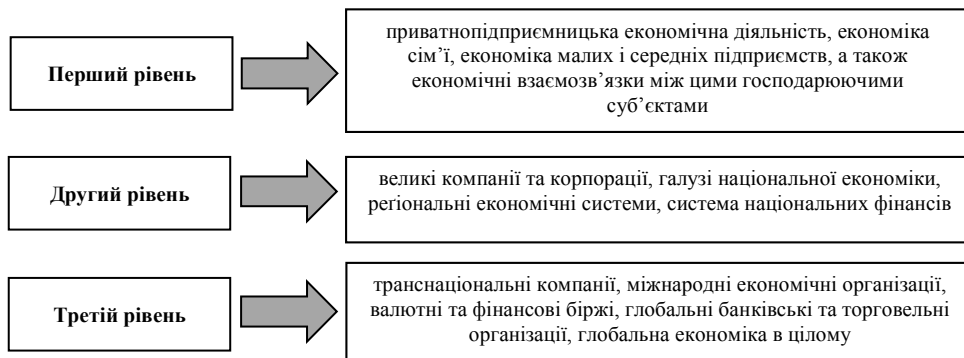 Перший рівень
приватнопідприємницька економічна діяльність, економіка
сім’ї, економіка малих і середніх підприємств, а також
економічні взаємозв’язки між цими господарюючими
суб’єктами
Другий рівень
великі компанії та корпорації, галузі національної економіки,
реґіональні економічні системи, система національних фінансів
Третій рівень
транснаціональні компанії, міжнародні економічні організації,
валютні та фінансові біржі, глобальні банківські та торговельні
організації, глобальна економіка в цілому